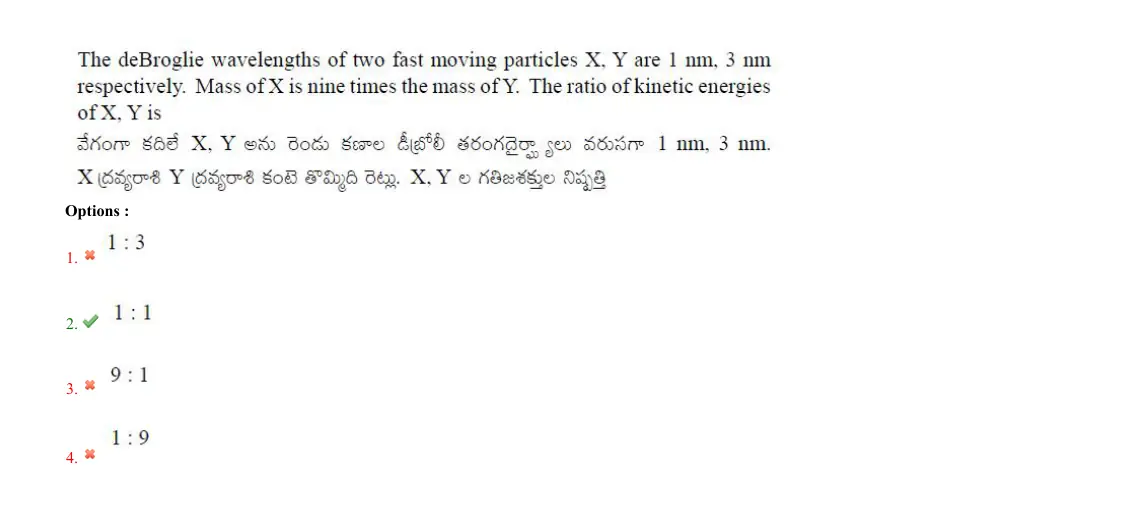 The deBroglie wavelengths of two fast moving particles X, Y are 1 nm, 3 nm
respectively. Mass of X is nine times the mass of Y. The ratio of kinetic energies
of X, Y is
వేగంగా కదిలే X, Y అను రెండు కణాల డీబ్రోలీ తరంగదైర్ఘ్యాలు వరుసగా 1 nm, 3 nm.
X ద్రవ్యరాశి Y ద్రవ్యరాశి కంటె తొమ్మిది రెట్లు. X, Y ల గతిజశక్తుల నిష్పత్తి
Options :
1. 1 : 3
2. 1 : 1
3. 9 : 1
4. 1 : 9